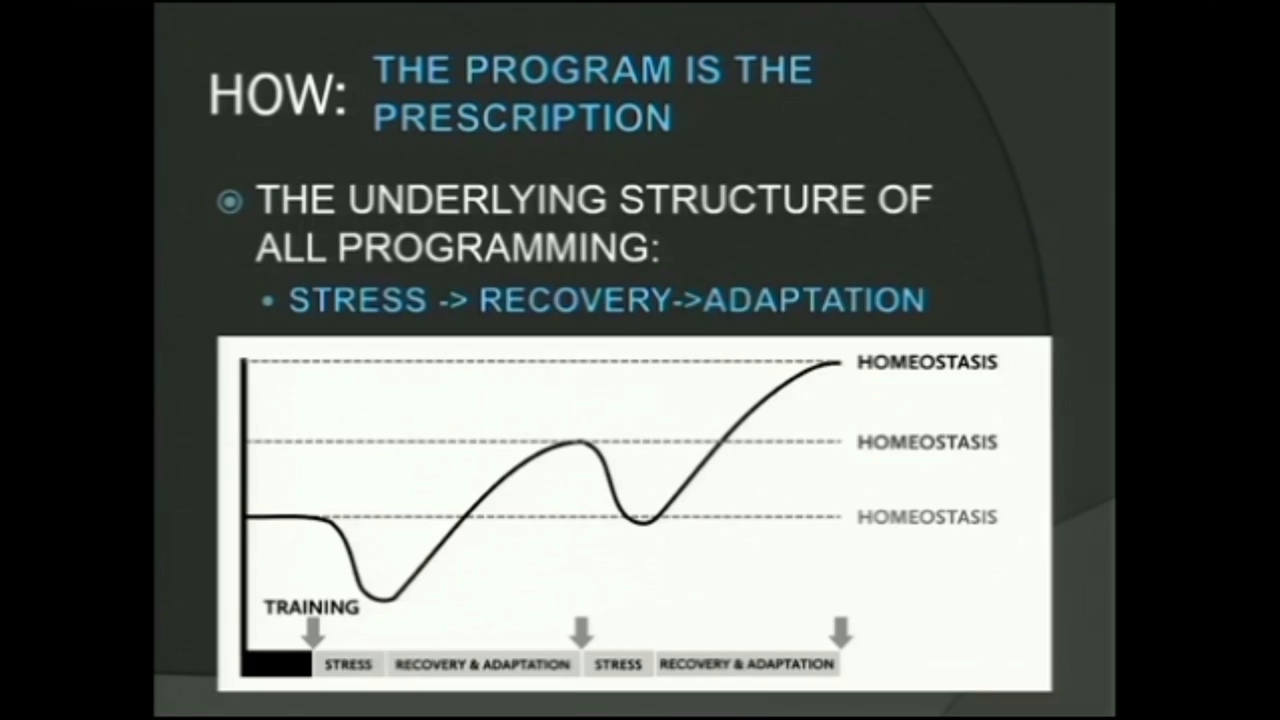 HOW:
THE PROGRAM IS THE
PRESCRIPTION
THE UNDERLYING STRUCTURE OF
ALL PROGRAMMING:
STRESS -> RECOVERY->ADAPTATION
HOMEOSTASIS
HOMEOSTASIS
HOMEOSTASIS
TRAINING
STRESS RECOVERY & ADAPTATION STRESS RECOVERY & ADAPTATION